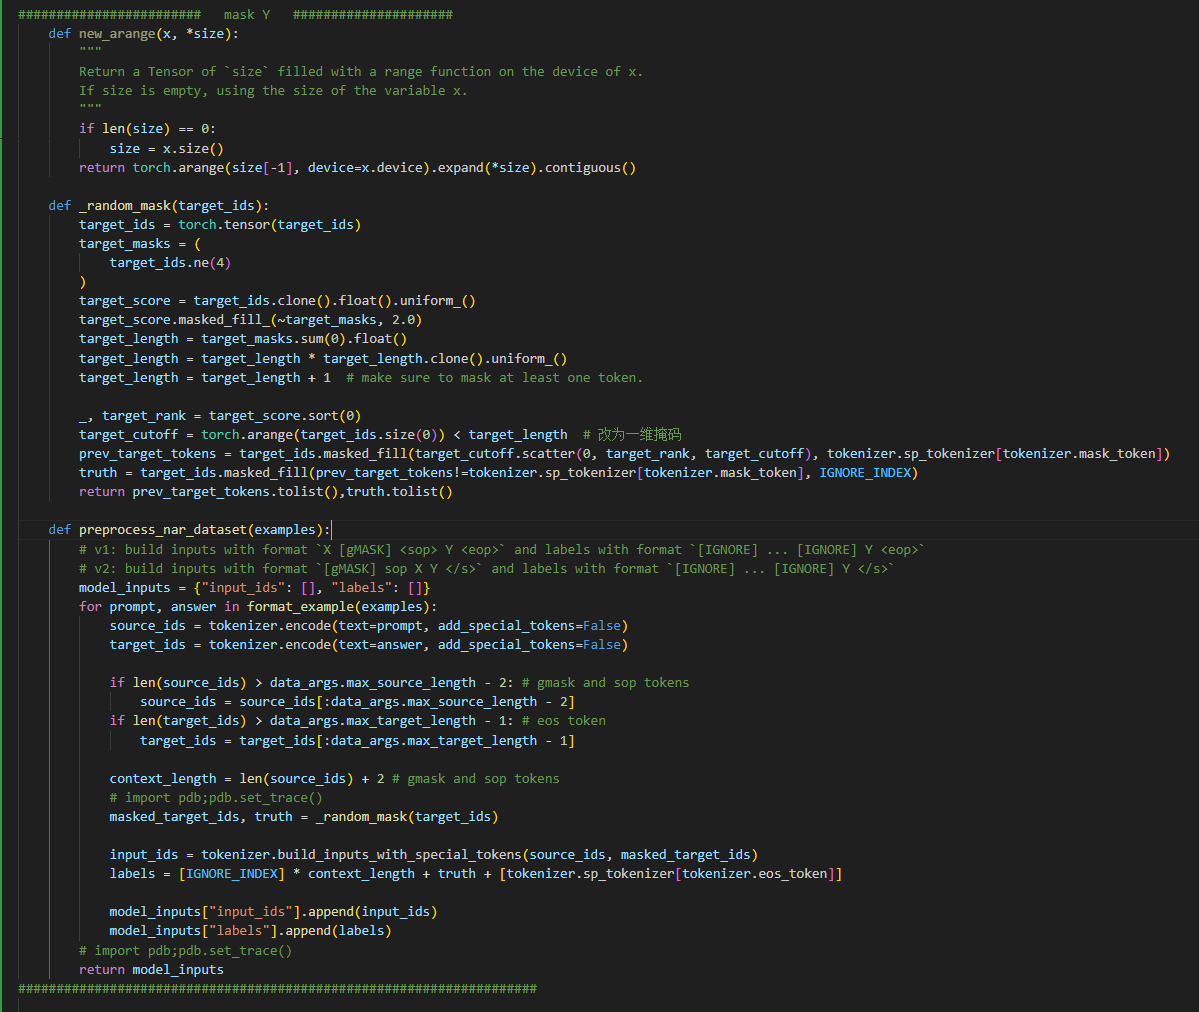 ########################   mask Y   #####################
    def new_arange(x, *size):
        """
        Return a Tensor of `size` filled with a range function on the device of x.
        If size is empty, using the size of the variable x.
        """
        if len(size) == 0:
            size = x.size()
        return torch.arange(size[-1], device=x.device).expand(*size).contiguous()

    def _random_mask(target_ids):
        target_ids = torch.tensor(target_ids)
        target_masks = (
            target_ids.ne(4)
        )
        target_score = target_ids.clone().float().uniform_()
        target_score.masked_fill_(~target_masks, 2.0)
        target_length = target_masks.sum(0).float()
        target_length = target_length * target_length.clone().uniform_()
        target_length = target_length + 1  # make sure to mask at least one token.

        _, target_rank = target_score.sort(0)
        target_cutoff = torch.arange(target_ids.size(0)) < target_length  # 改为一维掩码
        prev_target_tokens = target_ids.masked_fill(target_cutoff.scatter(0, target_rank, target_cutoff), tokenizer.sp_tokenizer[tokenizer.mask_token])
        truth = target_ids.masked_fill(prev_target_tokens!=tokenizer.sp_tokenizer[tokenizer.mask_token], IGNORE_INDEX)
        return prev_target_tokens.tolist(),truth.tolist()

    def preprocess_nar_dataset(examples):
        # v1: build inputs with format `X [gMASK] <sop> Y <eop>` and labels with format `[IGNORE] ... [IGNORE] Y <eop>`
        # v2: build inputs with format `[gMASK] sop X Y </s>` and labels with format `[IGNORE] ... [IGNORE] Y </s>`
        model_inputs = {"input_ids": [], "labels": []}
        for prompt, answer in format_example(examples):
            source_ids = tokenizer.encode(text=prompt, add_special_tokens=False)
            target_ids = tokenizer.encode(text=answer, add_special_tokens=False)

            if len(source_ids) > data_args.max_source_length - 2: # gmask and sop tokens
                source_ids = source_ids[:data_args.max_source_length - 2]
            if len(target_ids) > data_args.max_target_length - 1: # eos token
                target_ids = target_ids[:data_args.max_target_length - 1]

            context_length = len(source_ids) + 2 # gmask and sop tokens
            # import pdb;pdb.set_trace()
            masked_target_ids, truth = _random_mask(target_ids)

            input_ids = tokenizer.build_inputs_with_special_tokens(source_ids, masked_target_ids)
            labels = [IGNORE_INDEX] * context_length + truth + [tokenizer.sp_tokenizer[tokenizer.eos_token]]

            model_inputs["input_ids"].append(input_ids)
            model_inputs["labels"].append(labels)
        # import pdb;pdb.set_trace()
        return model_inputs
####################################################################